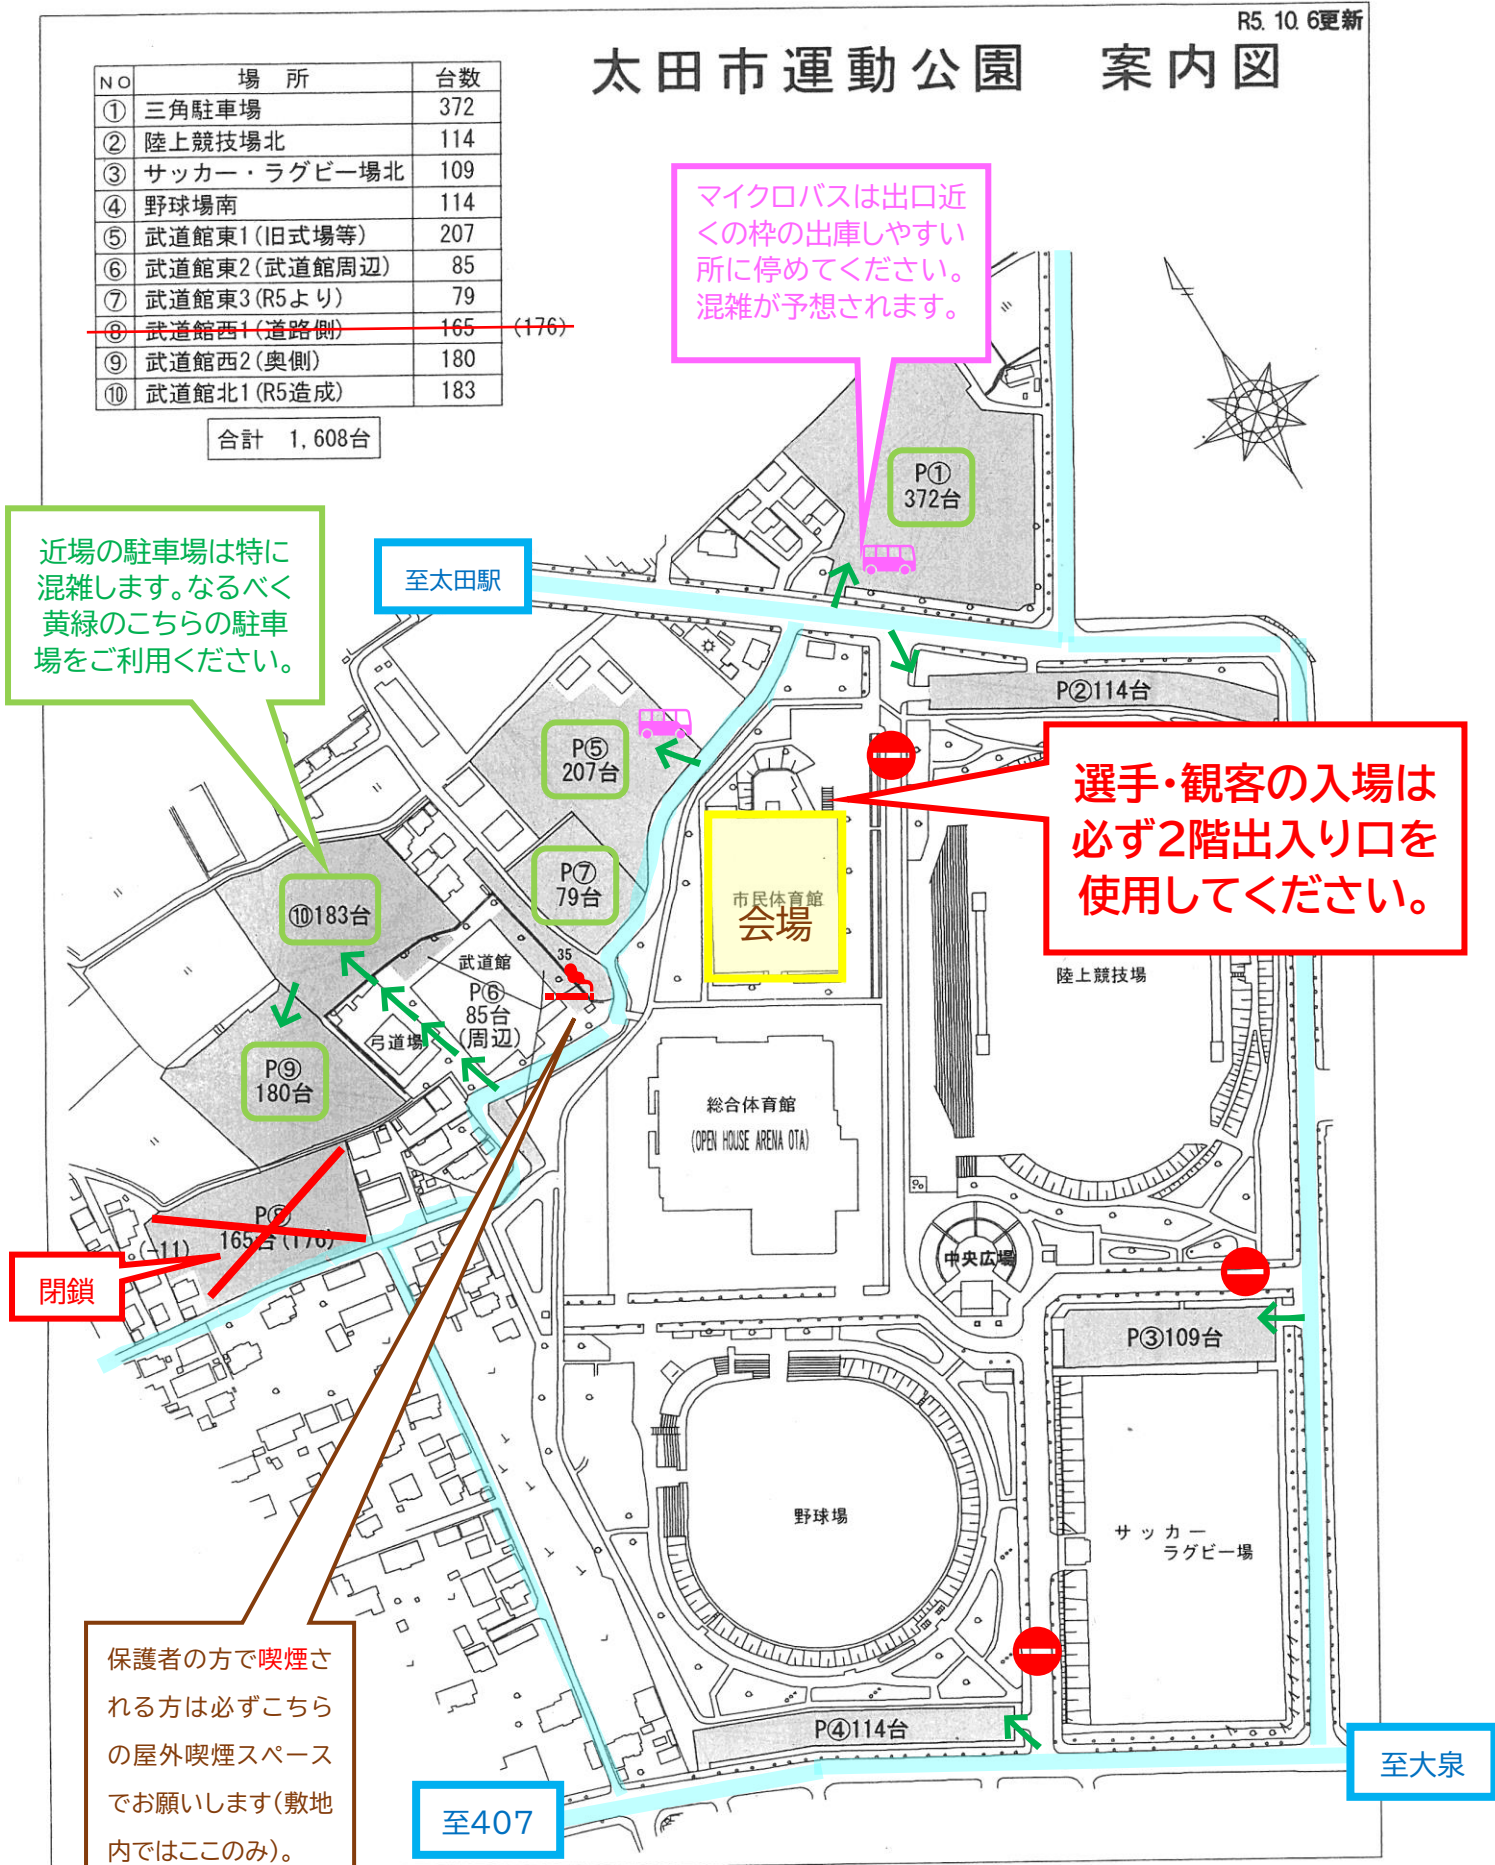 R5. 10. 6更新
太田市運動公園　案内図
NO 場　所 台数
① 三角駐車場 372
② 陸上競技場北 114
③ サッカー・ラグビー場北 109
④ 野球場南 114
⑤ 武道館東1(旧式場等) 207
⑥ 武道館東2(武道館周辺) 85
⑦ 武道館東3(R5より) 79
⑧ 武道館西1(道路側) 165 (176)
⑨ 武道館西2(奥側) 180
⑩ 武道館北1(R5造成) 183
合計　1,608台
マイクロバスは出口近
くの枠の出庫しやすい
所に停めてください。
混雑が予想されます。
P①
372台
近場の駐車場は特に
混雑します。なるべく
黄緑のこちらの駐車
場をご利用ください。
至太田駅
P②114台
P⑤
207台
選手・観客の入場は
必ず2階出入り口を
使用してください。
P⑦
79台
市民体育館
会場
⑩183台
35
武道館
P⑥
85台
(周辺)
弓道場
陸上競技場
P⑨
180台
総合体育館
(OPEN HOUSE ARENA OTA)
P⑧
165台(176)
(-11)
閉鎖
中央広場
P③109台
野球場
サッカー
ラグビー場
保護者の方で喫煙さ
れる方は必ずこちら
の屋外喫煙スペース
でお願いします(敷地
内ではここのみ)。
P④114台
至大泉
至407